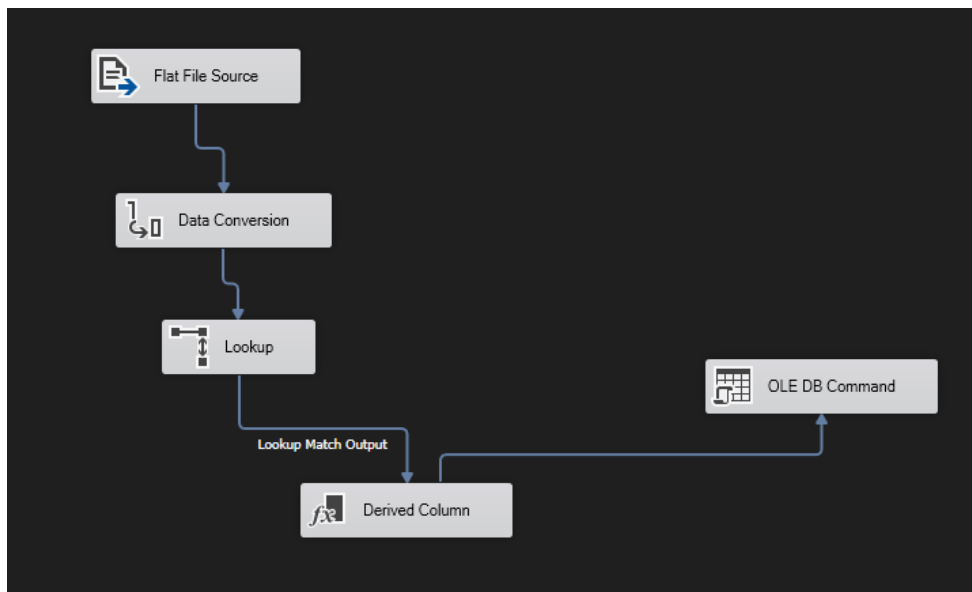 Flat File Source
Data Conversion
Lookup
OLE DB Command
Lookup Match Output
Derived Column